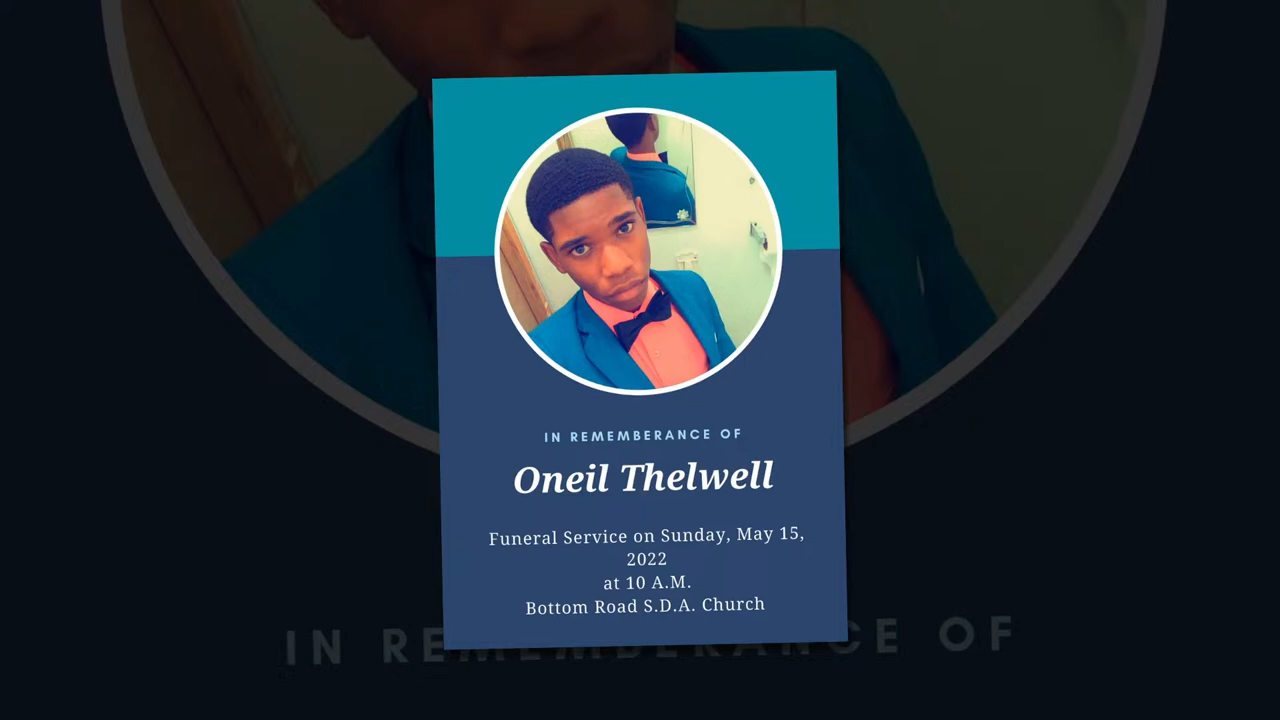 IN REMEMBERANCE OF
Oneil Thelwell
Funeral Service on Sunday, May 15,
2022
at 10 A.M.
Bottom Road S.D.A. Church
IN REMEMBERANCE OF